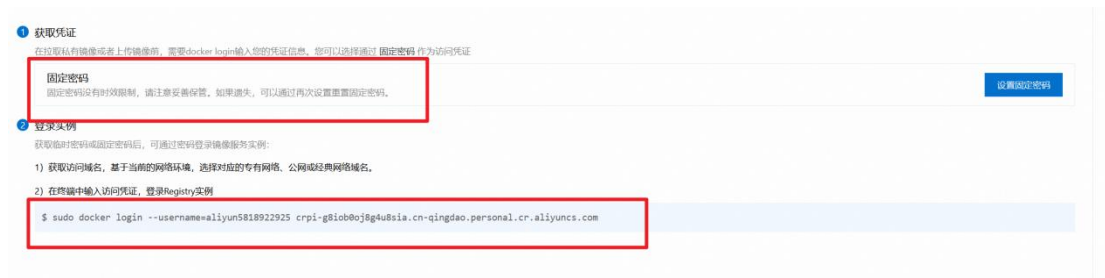 1 获取凭证
在拉取私有镜像或者上传镜像前，需要docker login输入您的凭证信息。您可以选择通过 固定密码 作为访问凭证
固定密码
固定密码没有时效限制，请注意妥善保管。如果遗失，可以通过再次设置重置固定密码。
设置固定密码
2 登录实例
获取临时密码或固定密码后，可通过密码登录镜像服务实例：
1）获取访问域名，基于当前的网络环境，选择对应的专有网络、公网或经典网络域名。
2）在终端中输入访问凭证，登录Registry实例
$ sudo docker login --username=aliyun5818922925 crpi-g8iob0oj8g4u8sia.cn-qingdao.personal.cr.aliyuncs.com